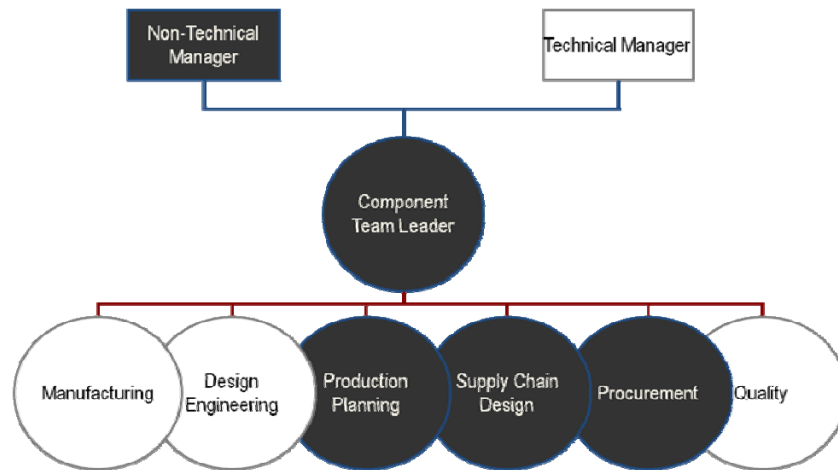 Non-Technical
Manager
Technical Manager
Component
Team Leader
Manufacturing
Design
Engineering
Production
Planning
Supply Chain
Design
Procurement
Quality